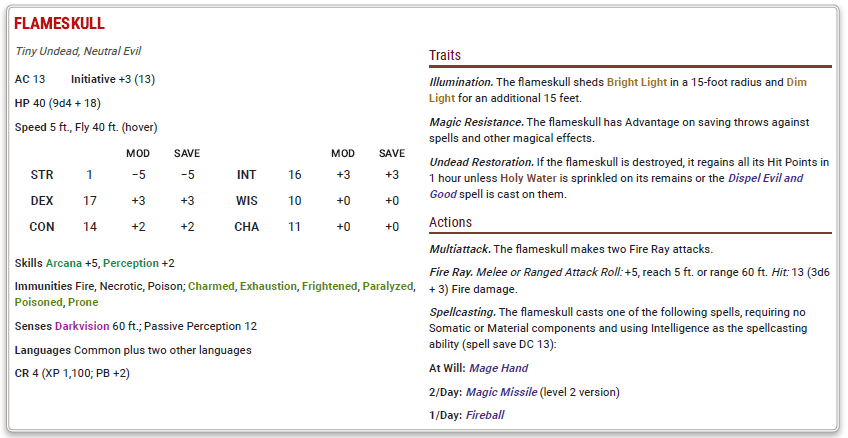 FLAMESKULL
Tiny Undead, Neutral Evil
AC 13 Initiative +3 (13)
HP 40 (9d4 + 18)
Speed 5 ft., Fly 40 ft. (hover)
MOD SAVE MOD SAVE
STR 1 −5 −5 INT 16 +3 +3
DEX 17 +3 +3 WIS 10 +0 +0
CON 14 +2 +2 CHA 11 +0 +0
Skills Arcana +5, Perception +2
Immunities Fire, Necrotic, Poison; Charmed, Exhaustion, Frightened, Paralyzed,
Poisoned, Prone
Senses Darkvision 60 ft.; Passive Perception 12
Languages Common plus two other languages
CR 4 (XP 1,100; PB +2)
Traits
Illumination. The flameskull sheds Bright Light in a 15-foot radius and Dim
Light for an additional 15 feet.
Magic Resistance. The flameskull has Advantage on saving throws against
spells and other magical effects.
Undead Restoration. If the flameskull is destroyed, it regains all its Hit Points in
1 hour unless Holy Water is sprinkled on its remains or the Dispel Evil and
Good spell is cast on them.
Actions
Multiattack. The flameskull makes two Fire Ray attacks.
Fire Ray. Melee or Ranged Attack Roll: +5, reach 5 ft. or range 60 ft. Hit: 13 (3d6
+ 3) Fire damage.
Spellcasting. The flameskull casts one of the following spells, requiring no
Somatic or Material components and using Intelligence as the spellcasting
ability (spell save DC 13):
At Will: Mage Hand
2/Day: Magic Missile (level 2 version)
1/Day: Fireball